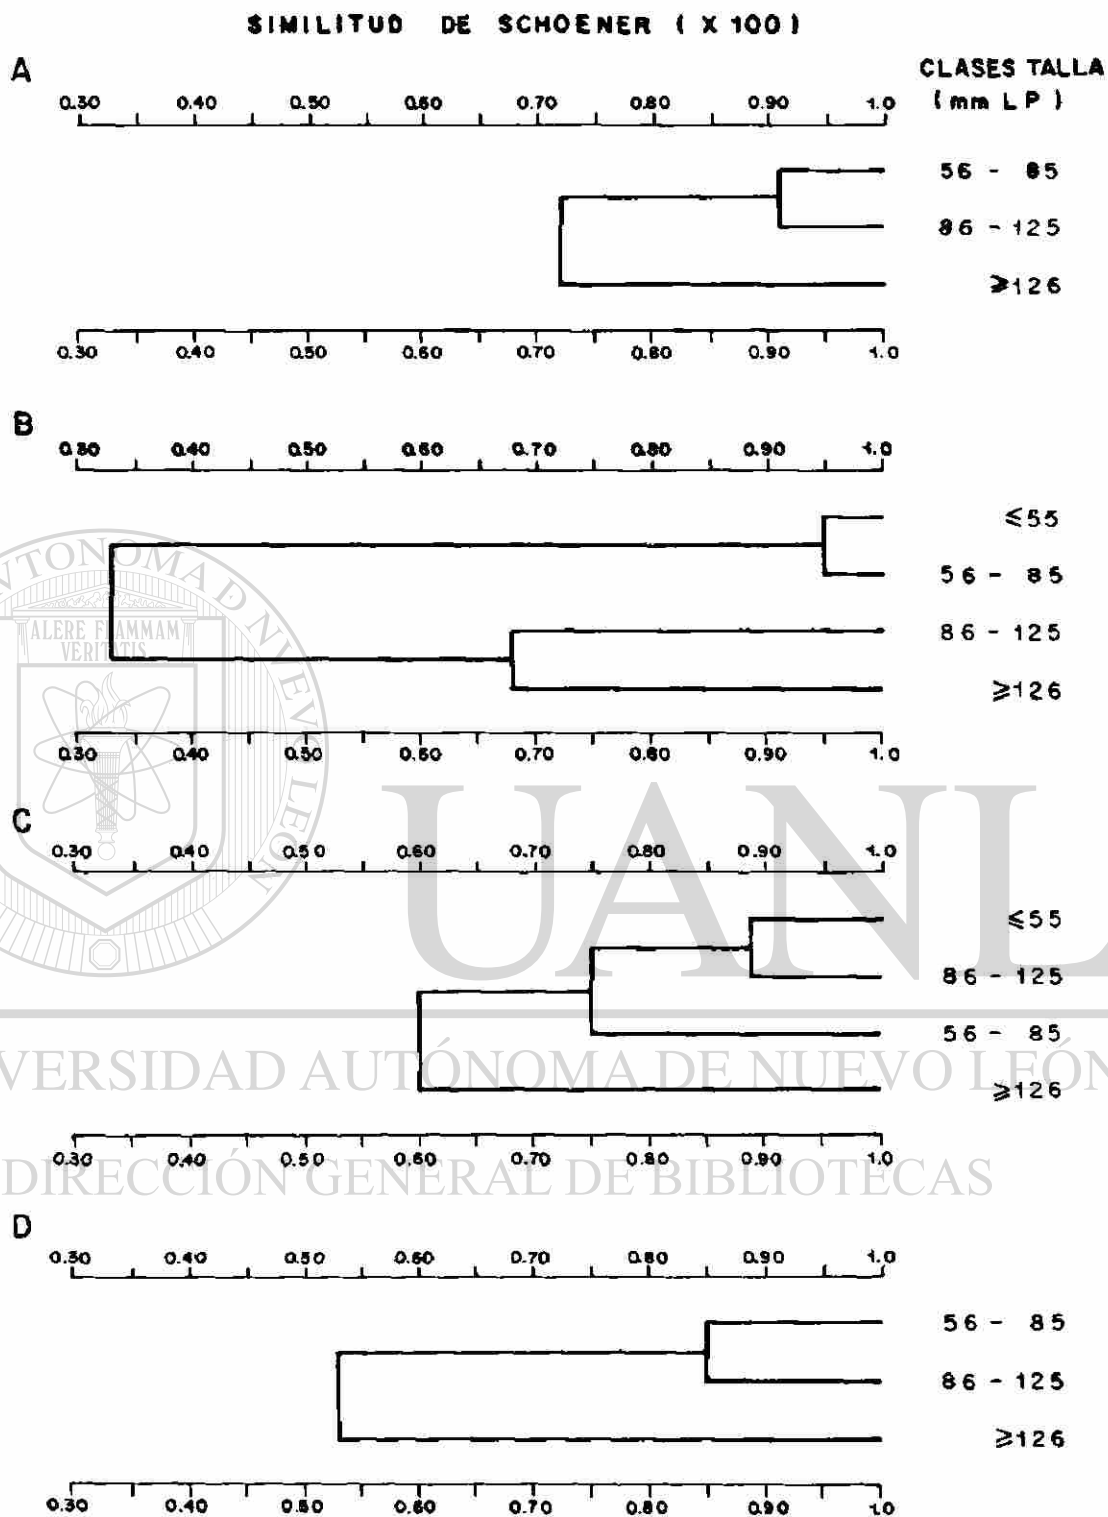 SIMILITUD DE SCHOENER ( X 100 )
A
CLASES TALLA
(mm L P)
0.30 0.40 0.50 0.60 0.70 0.80 0.90 1.0
56 - 85
86 - 125
≥126
0.30 0.40 0.50 0.60 0.70 0.80 0.90 1.0
B
0.30 0.40 0.50 0.60 0.70 0.80 0.90 1.0
≤55
56 - 85
86 - 125
≥126
0.30 0.40 0.50 0.60 0.70 0.80 0.90 1.0
C
0.30 0.40 0.50 0.60 0.70 0.80 0.90 1.0
≤55
86 - 125
56 - 85
≥126
0.30 0.40 0.50 0.60 0.70 0.80 0.90 1.0
D
0.30 0.40 0.50 0.60 0.70 0.80 0.90 1.0
56 - 85
86 - 125
≥126
0.30 0.40 0.50 0.60 0.70 0.80 0.90 1.0
UTONOMA DE NUEVO LEÓN
ALERE FLAMMAM
VERITATIS
UANL
VERSIDAD AUTÓNOMA DE NUEVO LEÓN
DIRECCIÓN GENERAL DE BIBLIOTECAS